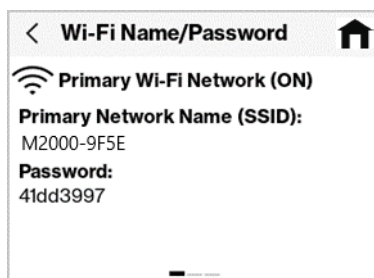 Wi-Fi Name/Password
Primary Wi-Fi Network (ON)
Primary Network Name (SSID):
M2000-9F5E
Password:
41dd3997